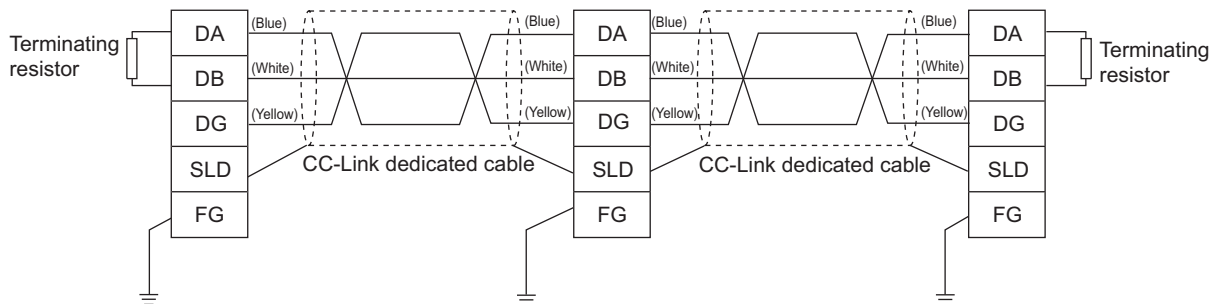 Terminating
resistor
DA
DB
DG
SLD
FG
(Blue)
(White)
(Yellow)
CC-Link dedicated cable
(Blue)
(White)
(Yellow)
DA
DB
DG
SLD
FG
(Blue)
(White)
(Yellow)
CC-Link dedicated cable
(Blue)
(White)
(Yellow)
DA
DB
DG
SLD
FG
Terminating
resistor